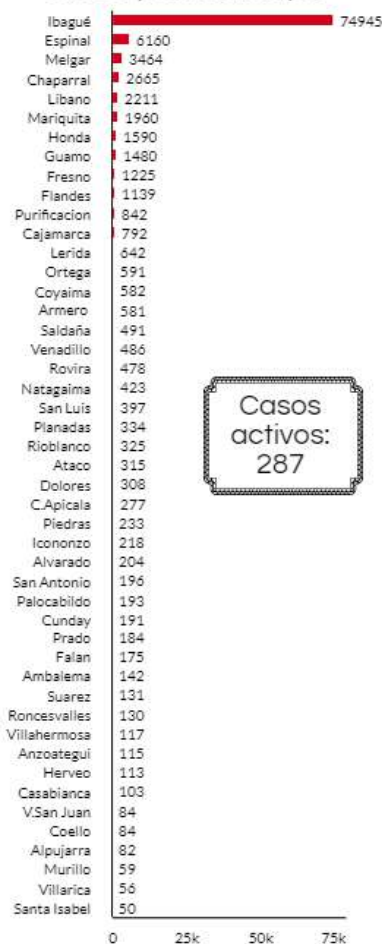 Ibagué 74945
Espinal 6160
Melgar 3464
Chaparral 2665
Líbano 2211
Mariquita 1960
Honda 1590
Guamo 1480
Fresno 1225
Flandes 1139
Purificacion 842
Cajamarca 792
Lerida 642
Ortega 591
Coyaima 582
Armero 581
Saldaña 491
Venadillo 486
Rovira 478
Natagaima 423
San Luis 397
Planadas 334
Rioblanco 325
Ataco 315
Dolores 308
C.Apicala 277
Piedras 233
Icononzo 218
Alvarado 204
San Antonio 196
Palocabildo 193
Cunday 191
Prado 184
Falan 175
Ambalema 142
Suarez 131
Roncesvalles 130
Villahermosa 117
Anzoategui 115
Herveo 113
Casabianca 103
V.San Juan 84
Coello 84
Alpujarra 82
Murillo 59
Villarica 56
Santa Isabel 50
0 25k 50k 75k
Casos
activos:
287